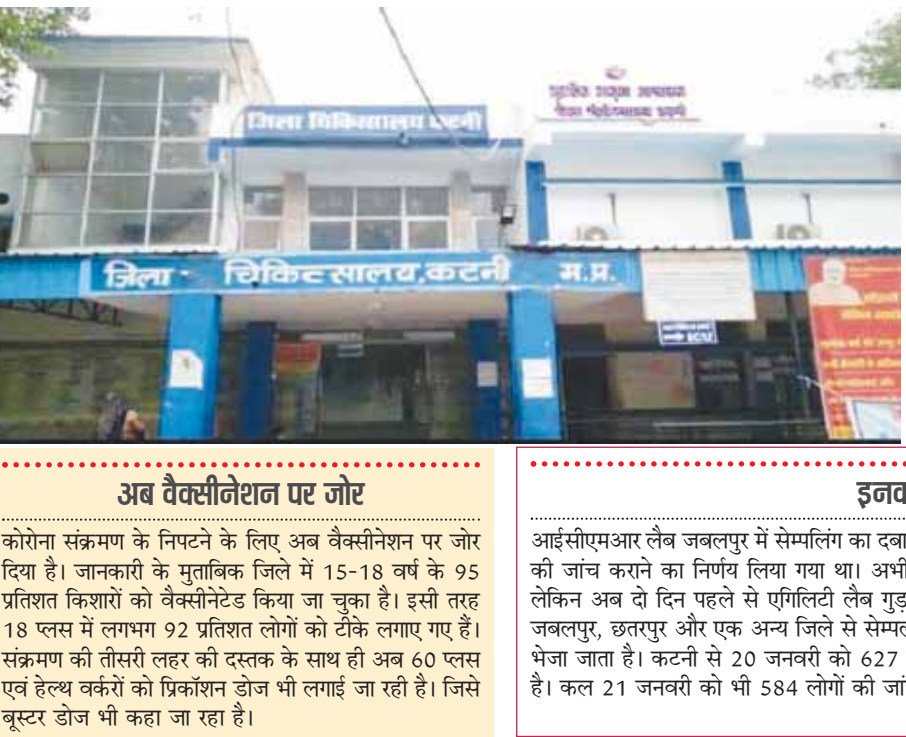 जिला चिकित्सालय कटनी
जिला चिकित्सालय,कटनी म.प्र.
ICU
अब वैक्सीनेशन पर जोर
कोरोना संक्रमण के निपटने के लिए अब वैक्सीनेशन पर जोर
दिया है। जानकारी के मुताबिक जिले में 15-18 वर्ष के 95
प्रतिशत किशारों को वैक्सीनेटेड किया जा चुका है। इसी तरह
18 प्लस में लगभग 92 प्रतिशत लोगों को टीके लगाए गए हैं।
संक्रमण की तीसरी लहर की दस्तक के साथ ही अब 60 प्लस
एवं हेल्थ वर्करों को प्रिकॉशन डोज भी लगाई जा रही है। जिसे
बूस्टर डोज भी कहा जा रहा है।
इनव
आईसीएमआर लैब जबलपुर में सेम्पलिंग का दबा
की जांच कराने का निर्णय लिया गया था। अभी
लेकिन अब दो दिन पहले से एगिलिटी लैब गुड़
जबलपुर, छतरपुर और एक अन्य जिले से सेम्पल
भेजा जाता है। कटनी से 20 जनवरी को 627
है। कल 21 जनवरी को भी 584 लोगों की जां